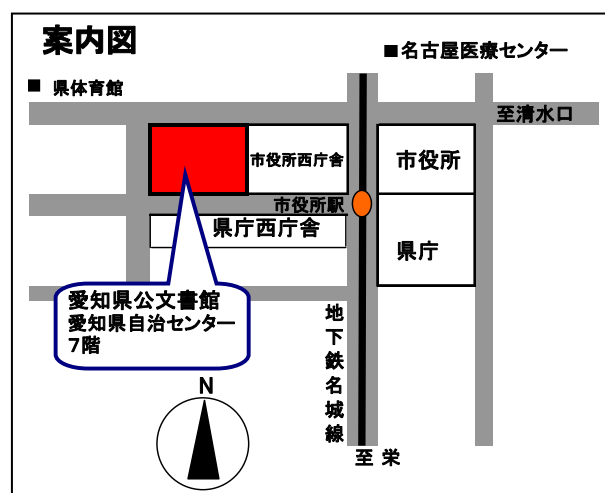 案内図
■名古屋医療センター
■ 県体育館
至清水口
市役所西庁舎
市役所
市役所駅
県庁西庁舎
県庁
愛知県公文書館
愛知県自治センター
7階
地下鉄名城線
N
至 栄